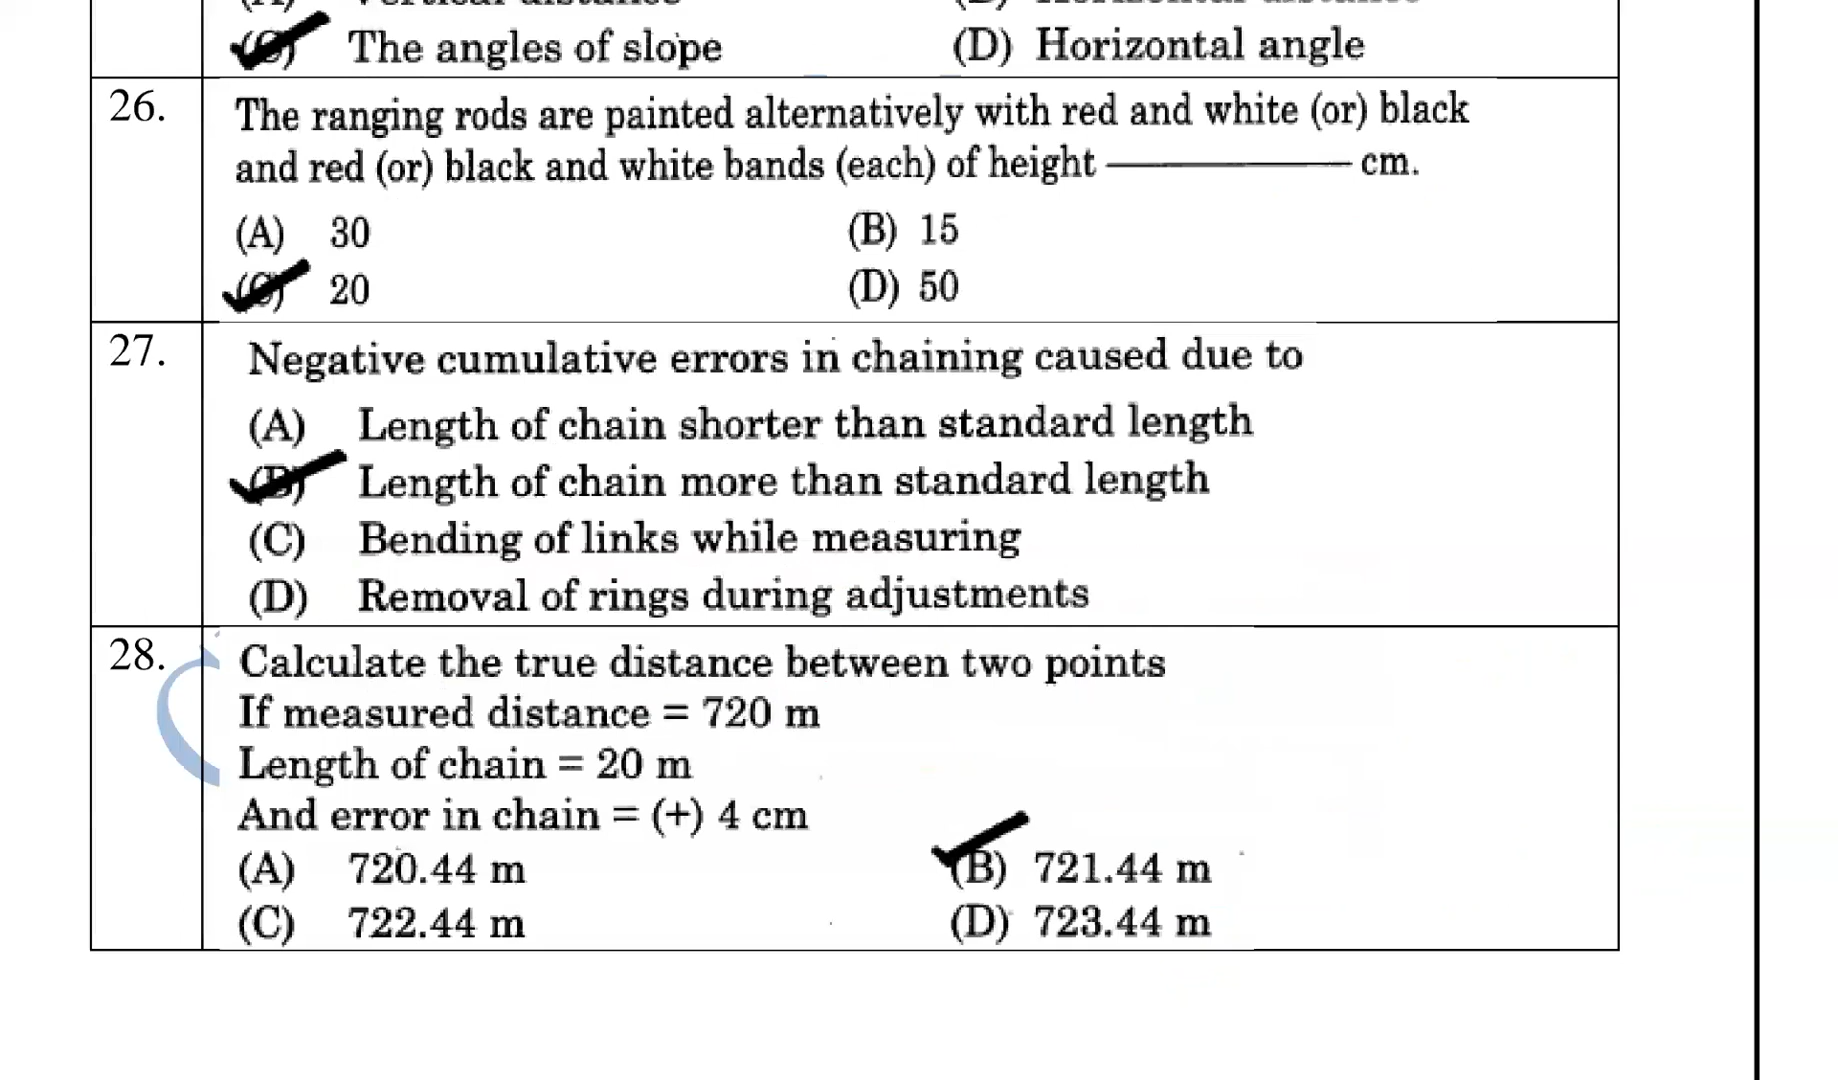 (C) The angles of slope (D) Horizontal angle
26. The ranging rods are painted alternatively with red and white (or) black
and red (or) black and white bands (each) of height ———— cm.
(A) 30 (B) 15
(C) 20 (D) 50
27. Negative cumulative errors in chaining caused due to
(A) Length of chain shorter than standard length
(B) Length of chain more than standard length
(C) Bending of links while measuring
(D) Removal of rings during adjustments
28. Calculate the true distance between two points
If measured distance = 720 m
Length of chain = 20 m
And error in chain = (+) 4 cm
(A) 720.44 m (B) 721.44 m
(C) 722.44 m (D) 723.44 m